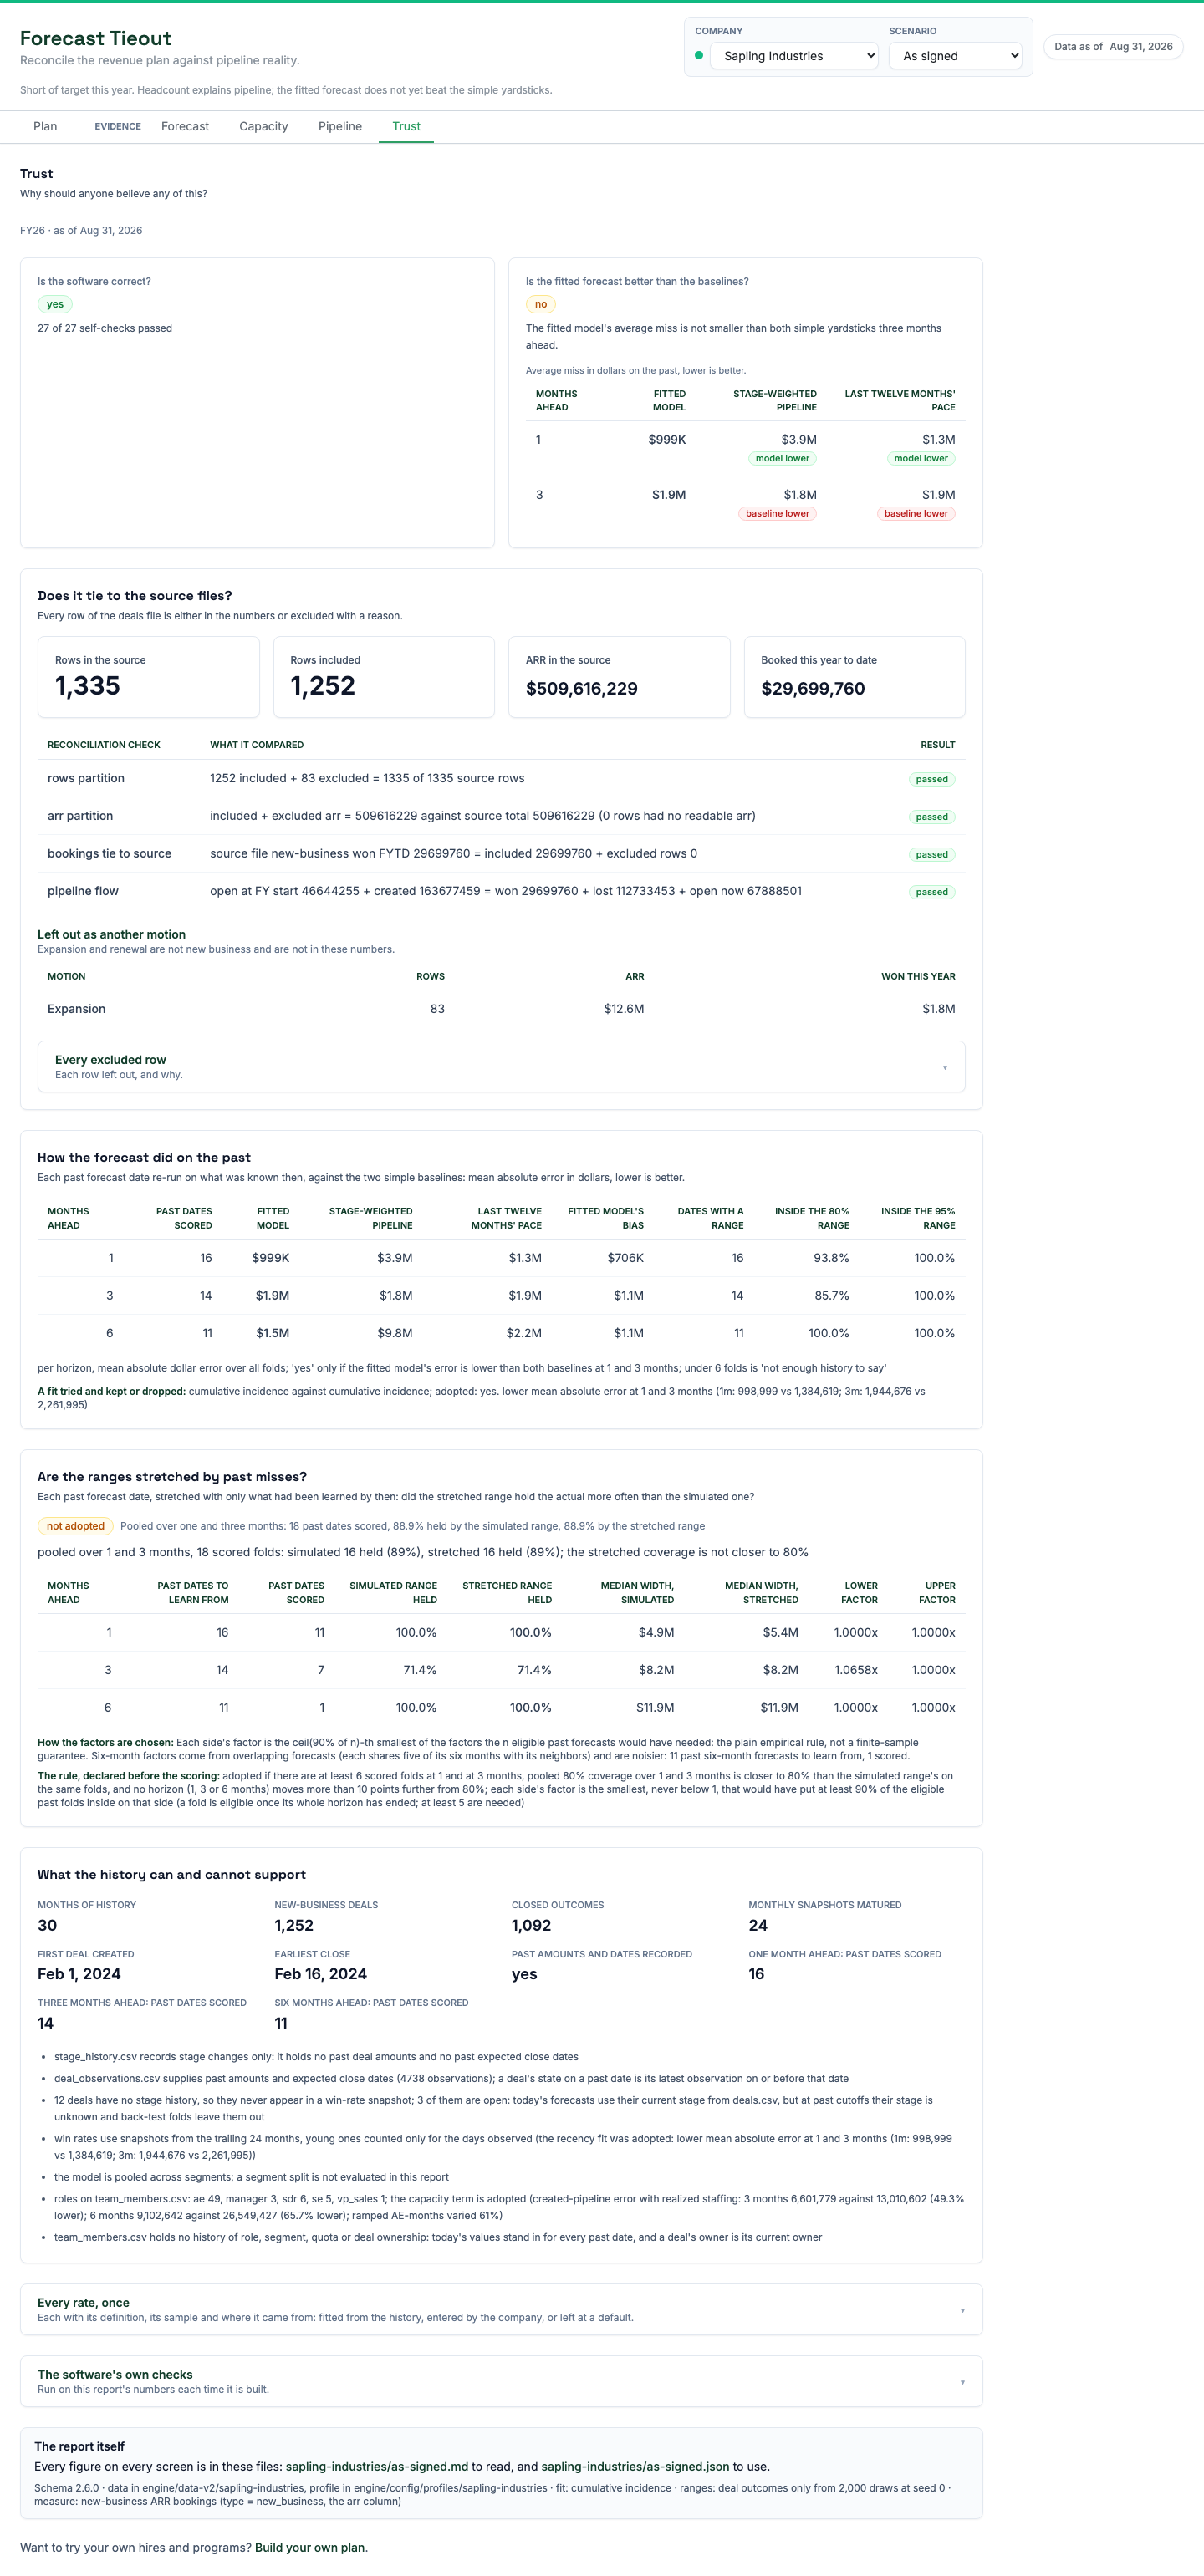 Forecast Tieout
Reconcile the revenue plan against pipeline reality.
COMPANY
Sapling Industries
SCENARIO
As signed
Data as of Aug 31, 2026
Short of target this year. Headcount explains pipeline; the fitted forecast does not yet beat the simple yardsticks.
Plan
EVIDENCE
Forecast
Capacity
Pipeline
Trust
Trust
Why should anyone believe any of this?
FY26 · as of Aug 31, 2026
Is the software correct?
yes
27 of 27 self-checks passed
Is the fitted forecast better than the baselines?
no
The fitted model's average miss is not smaller than both simple yardsticks three months
ahead.
Average miss in dollars on the past, lower is better.
MONTHS AHEAD FITTED MODEL STAGE-WEIGHTED PIPELINE LAST TWELVE MONTHS' PACE
1 $999K $3.9M $1.3M
model lower model lower
3 $1.9M $1.8M $1.9M
baseline lower baseline lower
Does it tie to the source files?
Every row of the deals file is either in the numbers or excluded with a reason.
Rows in the source
1,335
Rows included
1,252
ARR in the source
$509,616,229
Booked this year to date
$29,699,760
RECONCILIATION CHECK WHAT IT COMPARED RESULT
rows partition 1252 included + 83 excluded = 1335 of 1335 source rows passed
arr partition included + excluded arr = 509616229 against source total 509616229 (0 rows had no readable arr) passed
bookings tie to source source file new-business won FYTD 29699760 = included 29699760 + excluded rows 0 passed
pipeline flow open at FY start 46644255 + created 163677459 = won 29699760 + lost 112733453 + open now 67888501 passed
Left out as another motion
Expansion and renewal are not new business and are not in these numbers.
MOTION ROWS ARR WON THIS YEAR
Expansion 83 $12.6M $1.8M
Every excluded row
Each row left out, and why.
How the forecast did on the past
Each past forecast date re-run on what was known then, against the two simple baselines: mean absolute error in dollars, lower is better.
MONTHS AHEAD PAST DATES SCORED FITTED MODEL STAGE-WEIGHTED PIPELINE LAST TWELVE MONTHS' PACE FITTED MODEL'S BIAS DATES WITH A RANGE INSIDE THE 80% RANGE INSIDE THE 95% RANGE
1 16 $999K $3.9M $1.3M $706K 16 93.8% 100.0%
3 14 $1.9M $1.8M $1.9M $1.1M 14 85.7% 100.0%
6 11 $1.5M $9.8M $2.2M $1.1M 11 100.0% 100.0%
per horizon, mean absolute dollar error over all folds; 'yes' only if the fitted model's error is lower than both baselines at 1 and 3 months; under 6 folds is 'not enough history to say'
A fit tried and kept or dropped: cumulative incidence against cumulative incidence; adopted: yes. lower mean absolute error at 1 and 3 months (1m: 998,999 vs 1,384,619; 3m: 1,944,676 vs
2,261,995)
Are the ranges stretched by past misses?
Each past forecast date, stretched with only what had been learned by then: did the stretched range hold the actual more often than the simulated one?
not adopted Pooled over one and three months: 18 past dates scored, 88.9% held by the simulated range, 88.9% by the stretched range
pooled over 1 and 3 months, 18 scored folds: simulated 16 held (89%), stretched 16 held (89%); the stretched coverage is not closer to 80%
MONTHS AHEAD PAST DATES TO LEARN FROM PAST DATES SCORED SIMULATED RANGE HELD STRETCHED RANGE HELD MEDIAN WIDTH, SIMULATED MEDIAN WIDTH, STRETCHED LOWER FACTOR UPPER FACTOR
1 16 11 100.0% 100.0% $4.9M $5.4M 1.0000x 1.0000x
3 14 7 71.4% 71.4% $8.2M $8.2M 1.0658x 1.0000x
6 11 1 100.0% 100.0% $11.9M $11.9M 1.0000x 1.0000x
How the factors are chosen: Each side's factor is the ceil(90% of n)-th smallest of the factors the n eligible past forecasts would have needed: the plain empirical rule, not a finite-sample
guarantee. Six-month factors come from overlapping forecasts (each shares five of its six months with its neighbors) and are noisier: 11 past six-month forecasts to learn from, 1 scored.
The rule, declared before the scoring: adopted if there are at least 6 scored folds at 1 and at 3 months, pooled 80% coverage over 1 and 3 months is closer to 80% than the simulated range's on
the same folds, and no horizon (1, 3 or 6 months) moves more than 10 points further from 80%; each side's factor is the smallest, never below 1, that would have put at least 90% of the eligible
past folds inside on that side (a fold is eligible once its whole horizon has ended; at least 5 are needed)
What the history can and cannot support
MONTHS OF HISTORY
30
NEW-BUSINESS DEALS
1,252
CLOSED OUTCOMES
1,092
MONTHLY SNAPSHOTS MATURED
24
FIRST DEAL CREATED
Feb 1, 2024
EARLIEST CLOSE
Feb 16, 2024
PAST AMOUNTS AND DATES RECORDED
yes
ONE MONTH AHEAD: PAST DATES SCORED
16
THREE MONTHS AHEAD: PAST DATES SCORED
14
SIX MONTHS AHEAD: PAST DATES SCORED
11
• stage_history.csv records stage changes only: it holds no past deal amounts and no past expected close dates
• deal_observations.csv supplies past amounts and expected close dates (4738 observations); a deal's state on a past date is its latest observation on or before that date
• 12 deals have no stage history, so they never appear in a win-rate snapshot; 3 of them are open: today's forecasts use their current stage from deals.csv, but at past cutoffs their stage is
unknown and back-test folds leave them out
• win rates use snapshots from the trailing 24 months, young ones counted only for the days observed (the recency fit was adopted: lower mean absolute error at 1 and 3 months (1m: 998,999
vs 1,384,619; 3m: 1,944,676 vs 2,261,995))
• the model is pooled across segments; a segment split is not evaluated in this report
• roles on team_members.csv: ae 49, manager 3, sdr 6, se 5, vp_sales 1; the capacity term is adopted (created-pipeline error with realized staffing: 3 months 6,601,779 against 13,010,602 (49.3%
lower); 6 months 9,102,642 against 26,549,427 (65.7% lower); ramped AE-months varied 61%)
• team_members.csv holds no history of role, segment, quota or deal ownership: today's values stand in for every past date, and a deal's owner is its current owner
Every rate, once
Each with its definition, its sample and where it came from: fitted from the history, entered by the company, or left at a default.
The software's own checks
Run on this report's numbers each time it is built.
The report itself
Every figure on every screen is in these files: sapling-industries/as-signed.md to read, and sapling-industries/as-signed.json to use.
Schema 2.6.0 · data in engine/data-v2/sapling-industries, profile in engine/config/profiles/sapling-industries · fit: cumulative incidence · ranges: deal outcomes only from 2,000 draws at seed 0 ·
measure: new-business ARR bookings (type = new_business, the arr column)
Want to try your own hires and programs? Build your own plan.